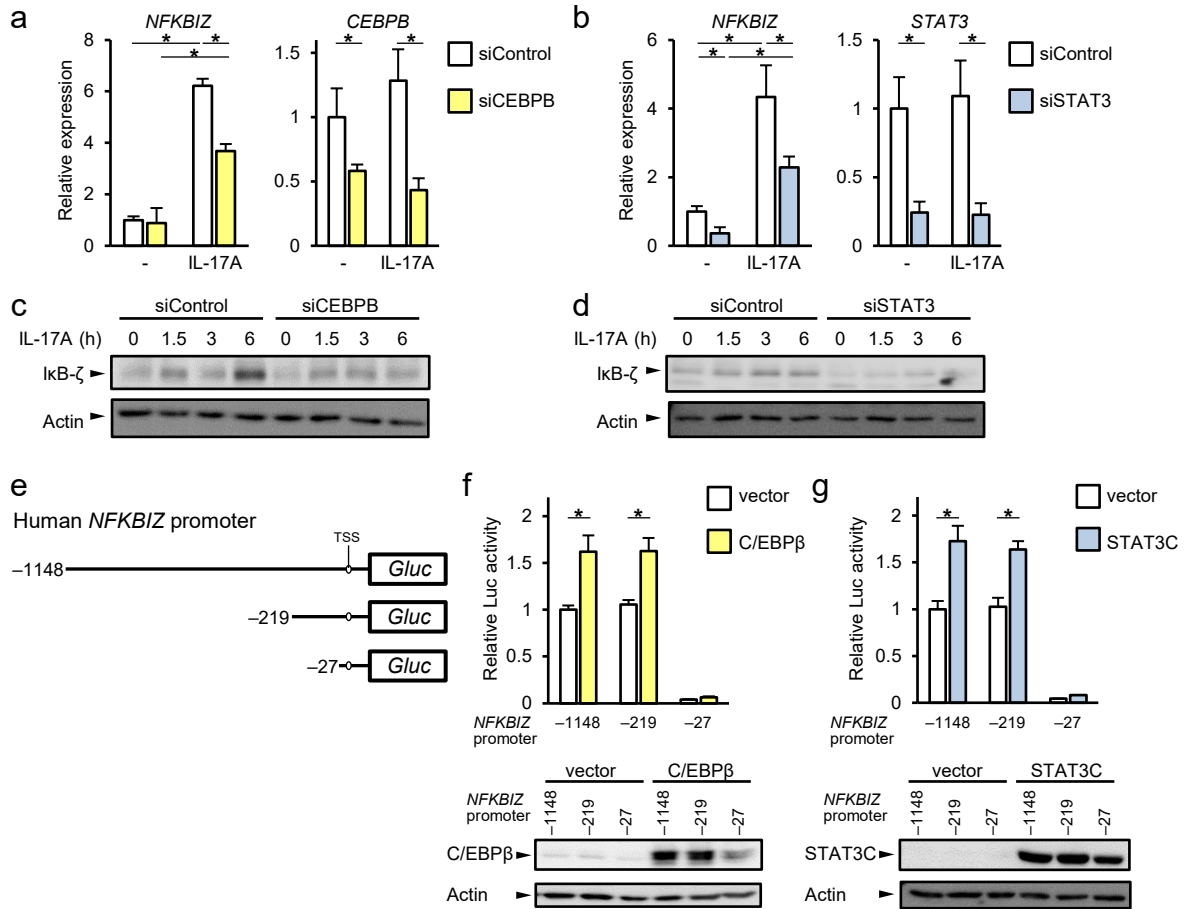 a
NFKBIZ
CEBPB
Relative expression
8
6
4
2
0
1.5
1
0.5
0
* *
*
* *
- IL-17A
- IL-17A
siControl
siCEBPB
b
NFKBIZ
STAT3
Relative expression
6
4
2
0
1.5
1
0.5
0
* *
* *
* *
- IL-17A
- IL-17A
siControl
siSTAT3
c
siControl siCEBPB
IL-17A (h) 0 1.5 3 6 0 1.5 3 6
IκB-ζ
Actin
d
siControl siSTAT3
IL-17A (h) 0 1.5 3 6 0 1.5 3 6
IκB-ζ
Actin
e
Human NFKBIZ promoter
TSS
–1148 Gluc
–219 Gluc
–27 Gluc
f
vector
C/EBPβ
Relative Luc activity
2
1.5
1
0.5
0
* *
NFKBIZ
promoter
–1148 –219 –27
vector C/EBPβ
NFKBIZ
promoter
–1148 –219 –27 –1148 –219 –27
C/EBPβ
Actin
g
vector
STAT3C
Relative Luc activity
2
1.5
1
0.5
0
* *
NFKBIZ
promoter
–1148 –219 –27
vector STAT3C
NFKBIZ
promoter
–1148 –219 –27 –1148 –219 –27
STAT3C
Actin